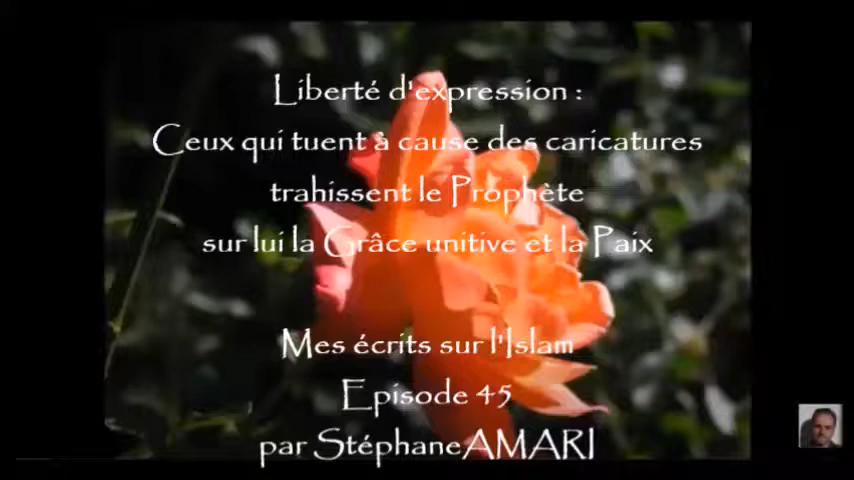 Liberté d'expression :
Ceux qui tuent à cause des caricatures
trahissent le Prophète
sur lui la Grâce unitive et la Paix
Mes écrits sur l'Islam
Episode 45
par Stéphane AMARI